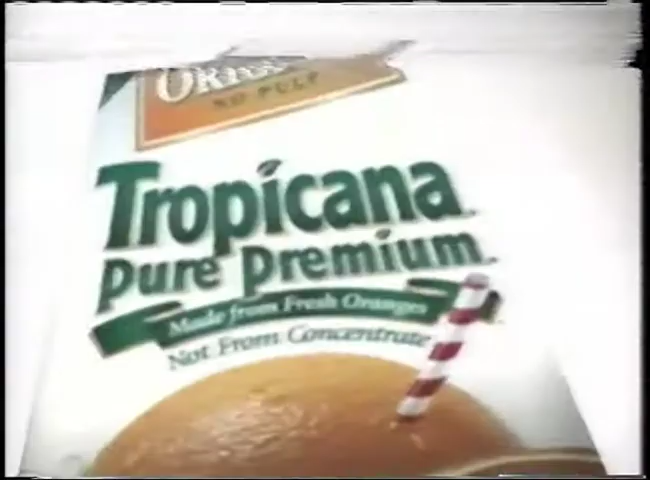 NO PULP
Tropicana
Pure Premium
Made from Fresh Oranges
Not From Concentrate